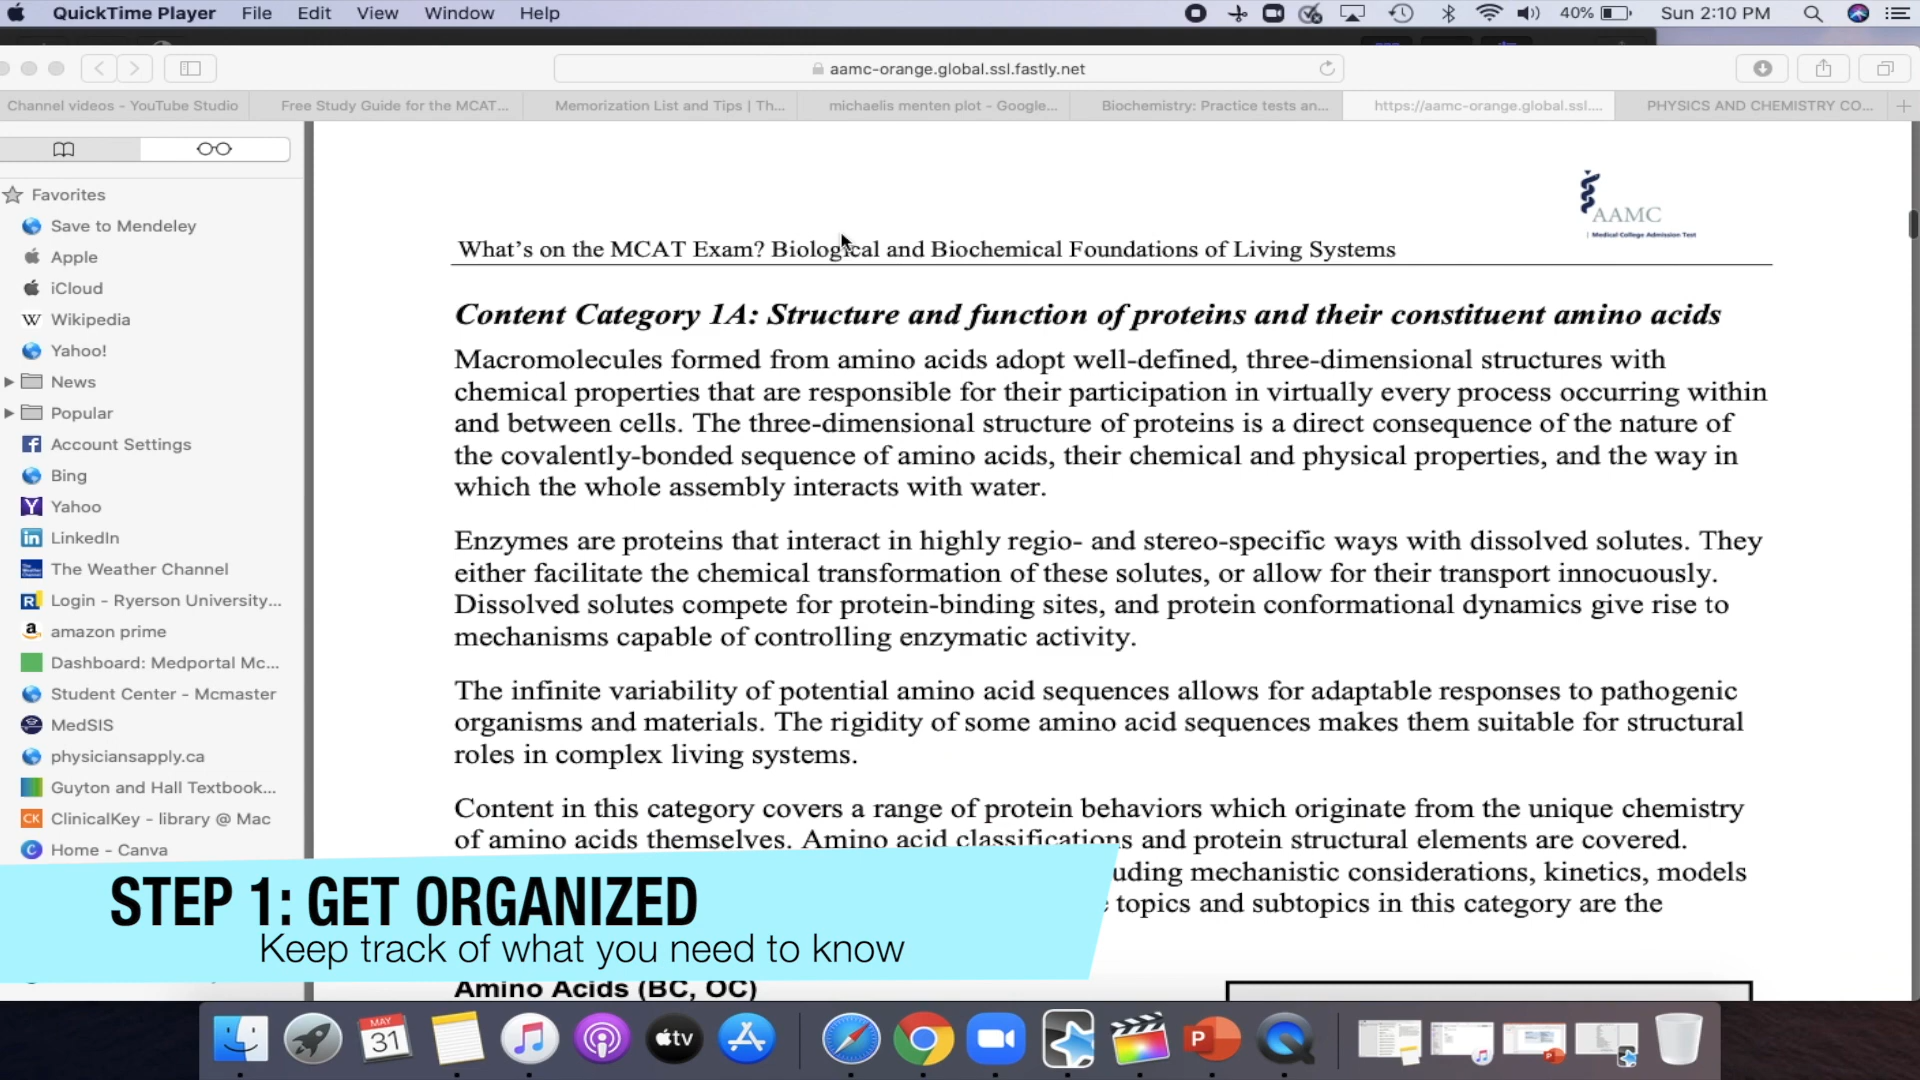 QuickTime Player File Edit View Window Help 40% Sun 2:10 PM
aamc-orange.global.ssl.fastly.net
Channel videos - YouTube Studio Free Study Guide for the MCAT... Memorization List and Tips | Th... michaelis menten plot - Google... Biochemistry: Practice tests an... https://aamc-orange.global.ssl.... PHYSICS AND CHEMISTRY CO...
Favorites
Save to Mendeley
Apple
iCloud
W Wikipedia
Yahoo!
News
Popular
Account Settings
Bing
Yahoo
LinkedIn
The Weather Channel
Login - Ryerson University...
amazon prime
Dashboard: Medportal Mc...
Student Center - Mcmaster
MedSIS
physiciansapply.ca
Guyton and Hall Textbook...
CK ClinicalKey - library @ Mac
Home - Canva
AAMC
Medical College Admission Test
What's on the MCAT Exam? Biological and Biochemical Foundations of Living Systems
Content Category 1A: Structure and function of proteins and their constituent amino acids
Macromolecules formed from amino acids adopt well-defined, three-dimensional structures with
chemical properties that are responsible for their participation in virtually every process occurring within
and between cells. The three-dimensional structure of proteins is a direct consequence of the nature of
the covalently-bonded sequence of amino acids, their chemical and physical properties, and the way in
which the whole assembly interacts with water.
Enzymes are proteins that interact in highly regio- and stereo-specific ways with dissolved solutes. They
either facilitate the chemical transformation of these solutes, or allow for their transport innocuously.
Dissolved solutes compete for protein-binding sites, and protein conformational dynamics give rise to
mechanisms capable of controlling enzymatic activity.
The infinite variability of potential amino acid sequences allows for adaptable responses to pathogenic
organisms and materials. The rigidity of some amino acid sequences makes them suitable for structural
roles in complex living systems.
Content in this category covers a range of protein behaviors which originate from the unique chemistry
of amino acids themselves. Amino acid classifications and protein structural elements are covered.
uding mechanistic considerations, kinetics, models
topics and subtopics in this category are the
STEP 1: GET ORGANIZED
Keep track of what you need to know
Amino Acids (BC, OC)
MAY
31
tv